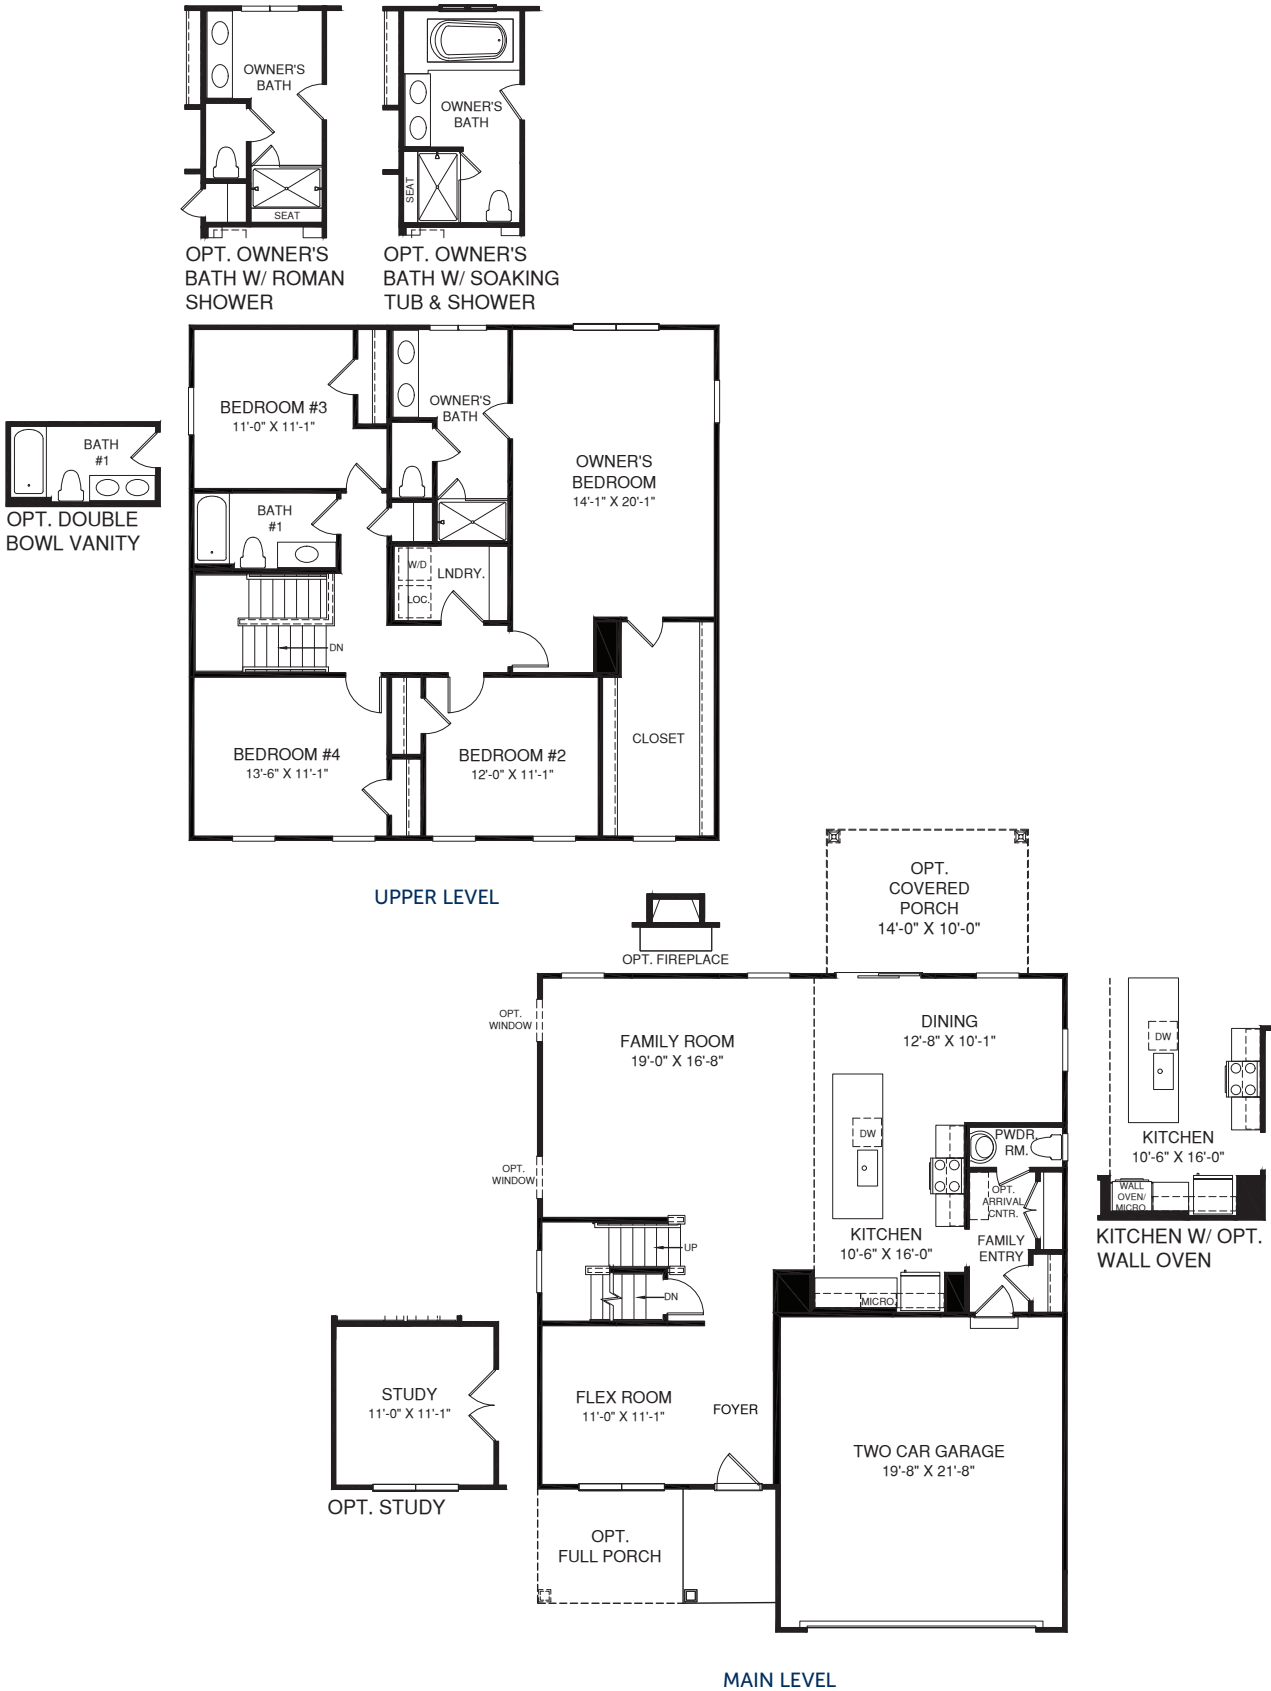 OWNER'S
BATH
SEAT
OPT. OWNER'S
BATH W/ ROMAN
SHOWER
OWNER'S
BATH
SEAT
OPT. OWNER'S
BATH W/ SOAKING
TUB & SHOWER
BATH
#1
OPT. DOUBLE
BOWL VANITY
BEDROOM #3
11'-0" X 11'-1"
OWNER'S
BATH
OWNER'S
BEDROOM
14'-1" X 20'-1"
BATH
#1
W/D
LOC.
LNDRY.
DN
BEDROOM #4
13'-6" X 11'-1"
BEDROOM #2
12'-0" X 11'-1"
CLOSET
UPPER LEVEL
OPT.
COVERED
PORCH
14'-0" X 10'-0"
OPT. FIREPLACE
OPT.
WINDOW
FAMILY ROOM
19'-0" X 16'-8"
DINING
12'-8" X 10'-1"
DW
PWDR.
RM.
OPT.
WINDOW
OPT.
ARRIVAL
CNTR.
KITCHEN
10'-6" X 16'-0"
FAMILY
ENTRY
UP
DN
MICRO.
DW
KITCHEN
10'-6" X 16'-0"
WALL
OVEN/
MICRO
KITCHEN W/ OPT.
WALL OVEN
STUDY
11'-0" X 11'-1"
OPT. STUDY
FLEX ROOM
11'-0" X 11'-1"
FOYER
TWO CAR GARAGE
19'-8" X 21'-8"
OPT.
FULL PORCH
MAIN LEVEL